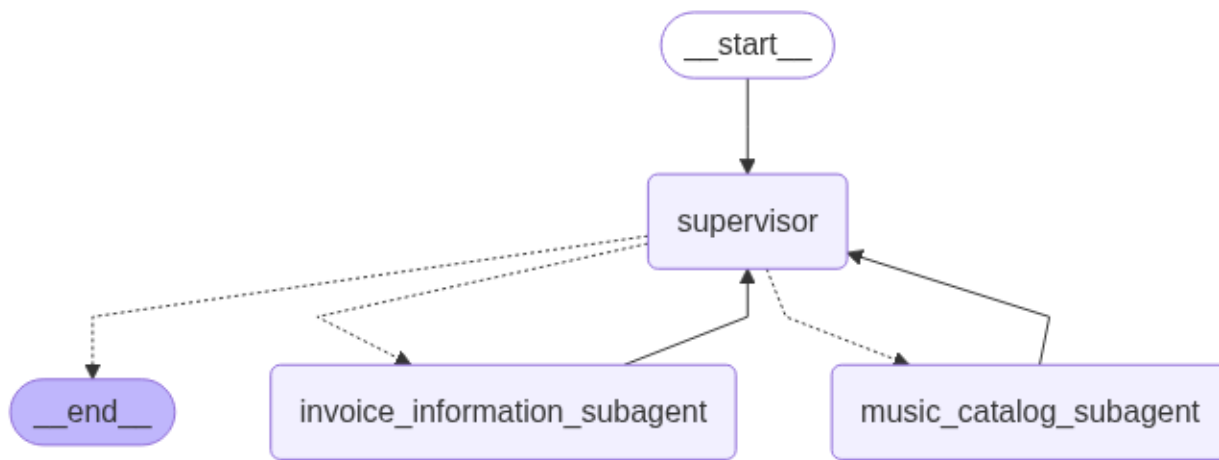 __start__
supervisor
__end__
invoice_information_subagent
music_catalog_subagent